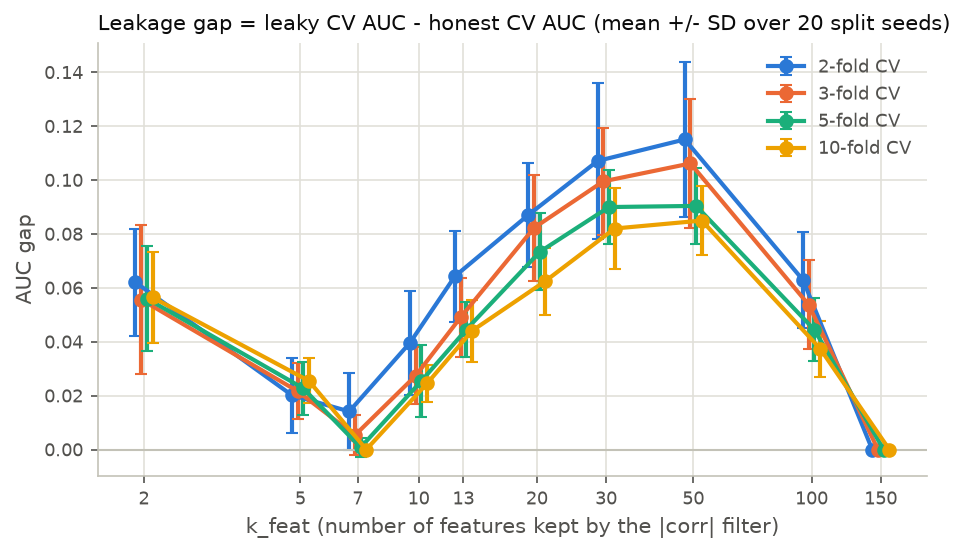 Leakage gap = leaky CV AUC - honest CV AUC (mean +/- SD over 20 split seeds)
2-fold CV
3-fold CV
5-fold CV
10-fold CV
AUC gap
0.14
0.12
0.10
0.08
0.06
0.04
0.02
0.00
2 5 7 10 13 20 30 50 100 150
k_feat (number of features kept by the |corr| filter)